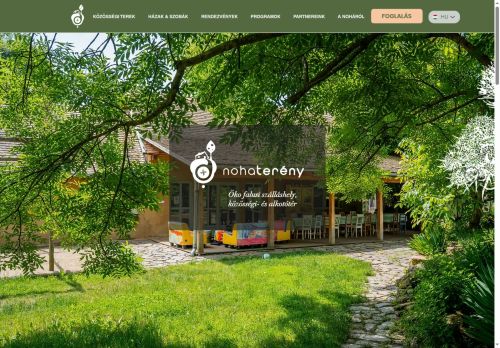 KÖZÖSSÉGI TEREK HÁZAK & SZOBÁK RENDEZVÉNYEK PROGRAMOK PARTNEREINK A NOHÁRÓL FOGLALÁS HU
nohaterény
Öko falusi szálláshely,
közösségi- és alkotótér